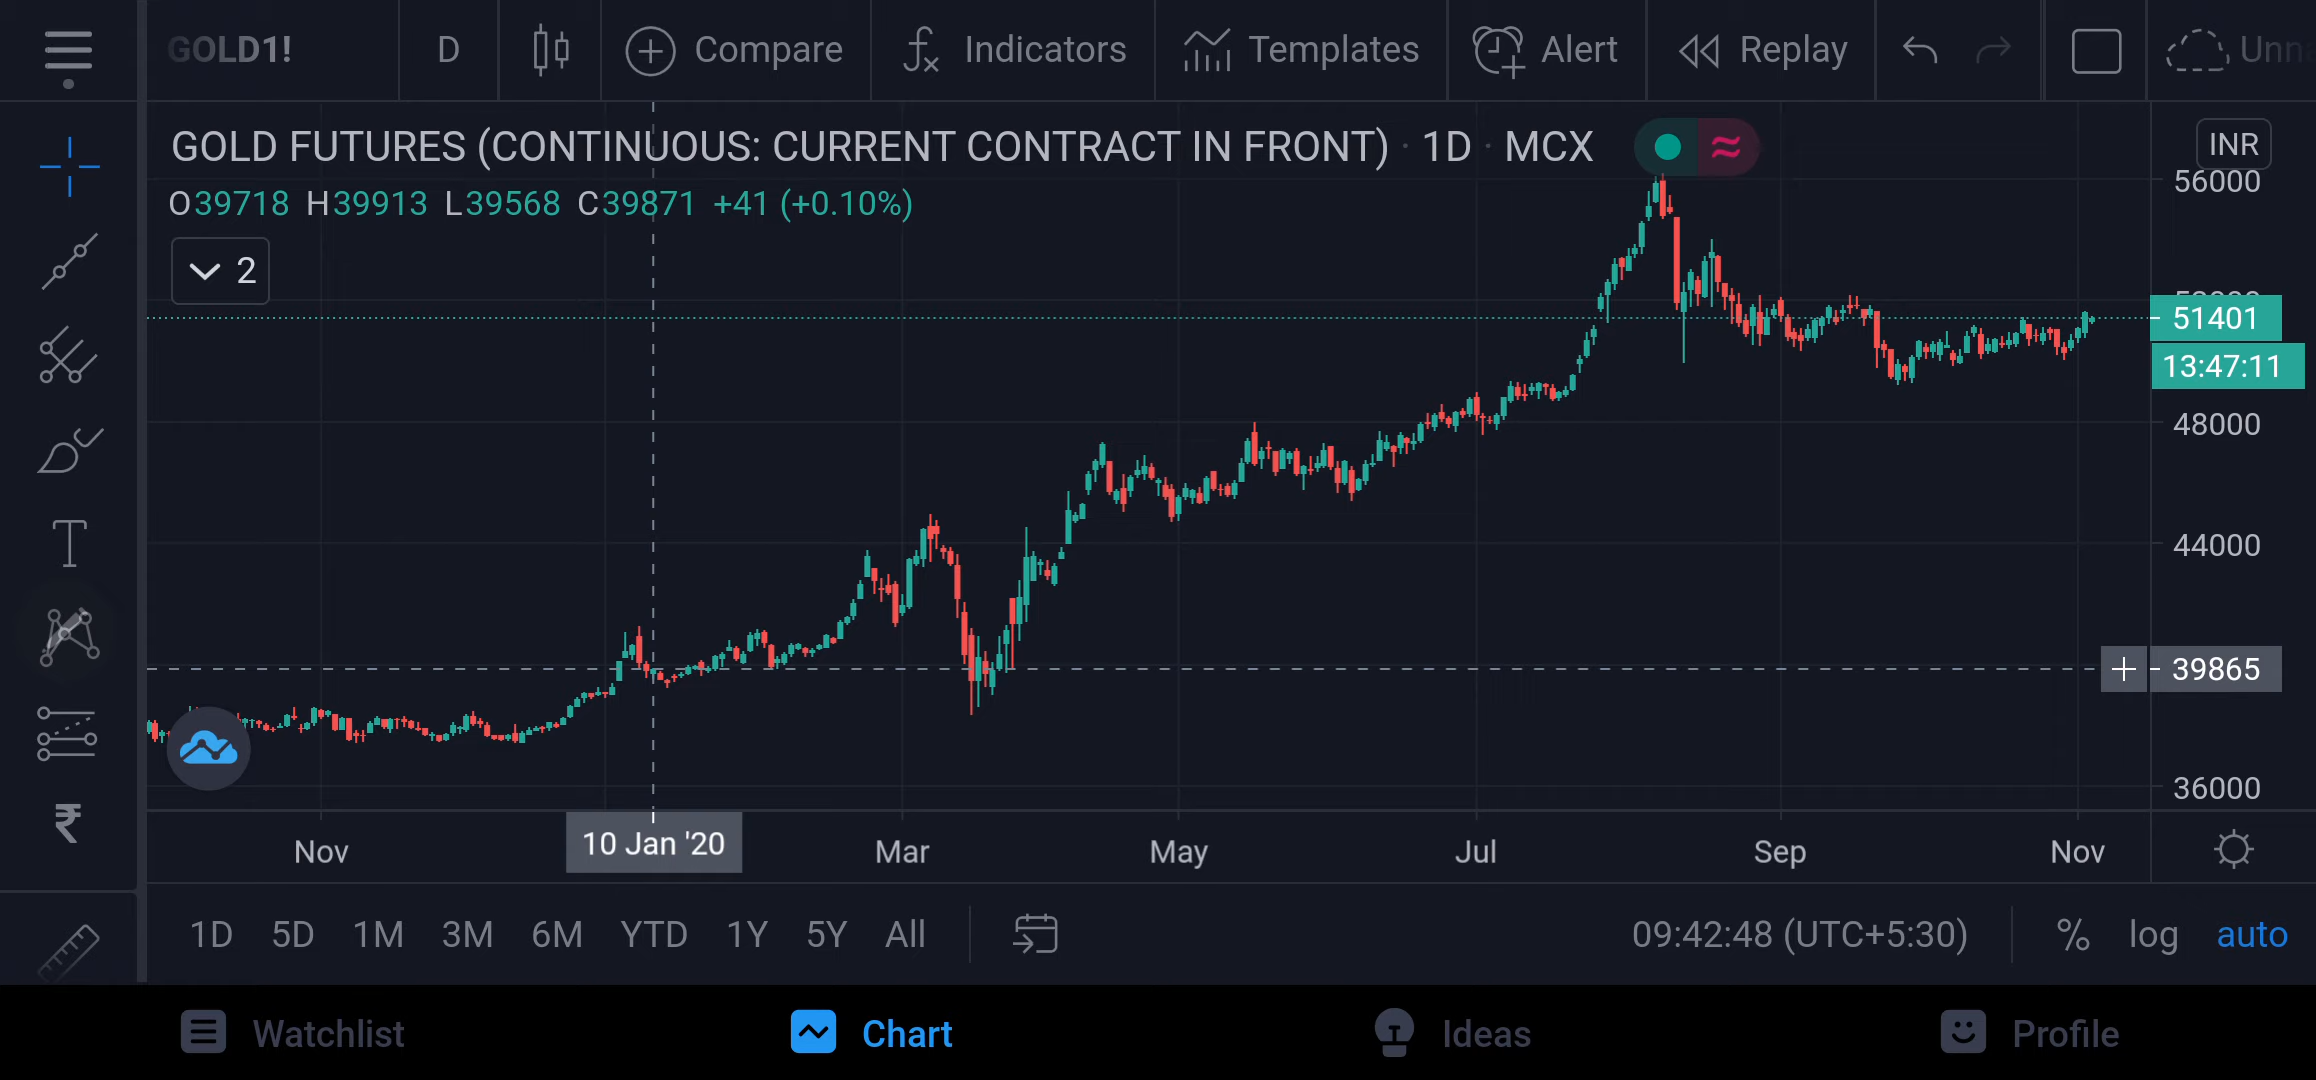 GOLD1! D Compare Indicators Templates Alert Replay
GOLD FUTURES (CONTINUOUS: CURRENT CONTRACT IN FRONT) · 1D · MCX
INR
O39718 H39913 L39568 C39871 +41 (+0.10%)
2
56000
51401
13:47:11
48000
44000
39865
36000
Nov 10 Jan '20 Mar May Jul Sep Nov
1D 5D 1M 3M 6M YTD 1Y 5Y All 09:42:48 (UTC+5:30) % log auto
Watchlist Chart Ideas Profile